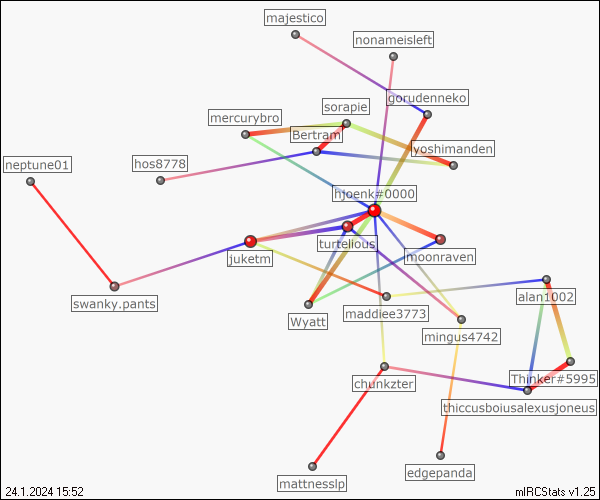 majestico
nonameisleft
gorudenneko
sorapie
mercurybro
Bertram
yoshimanden
neptune01
hos8778
hjoenk#0000
turtelious
moonraven
juketm
swanky.pants
alan1002
maddiee3773
Wyatt
mingus4742
Thinker#5995
chunkzter
thiccusboiusalexusjoneus
edgepanda
mattnesslp
24.1.2024 15:52
mIRCStats v1.25